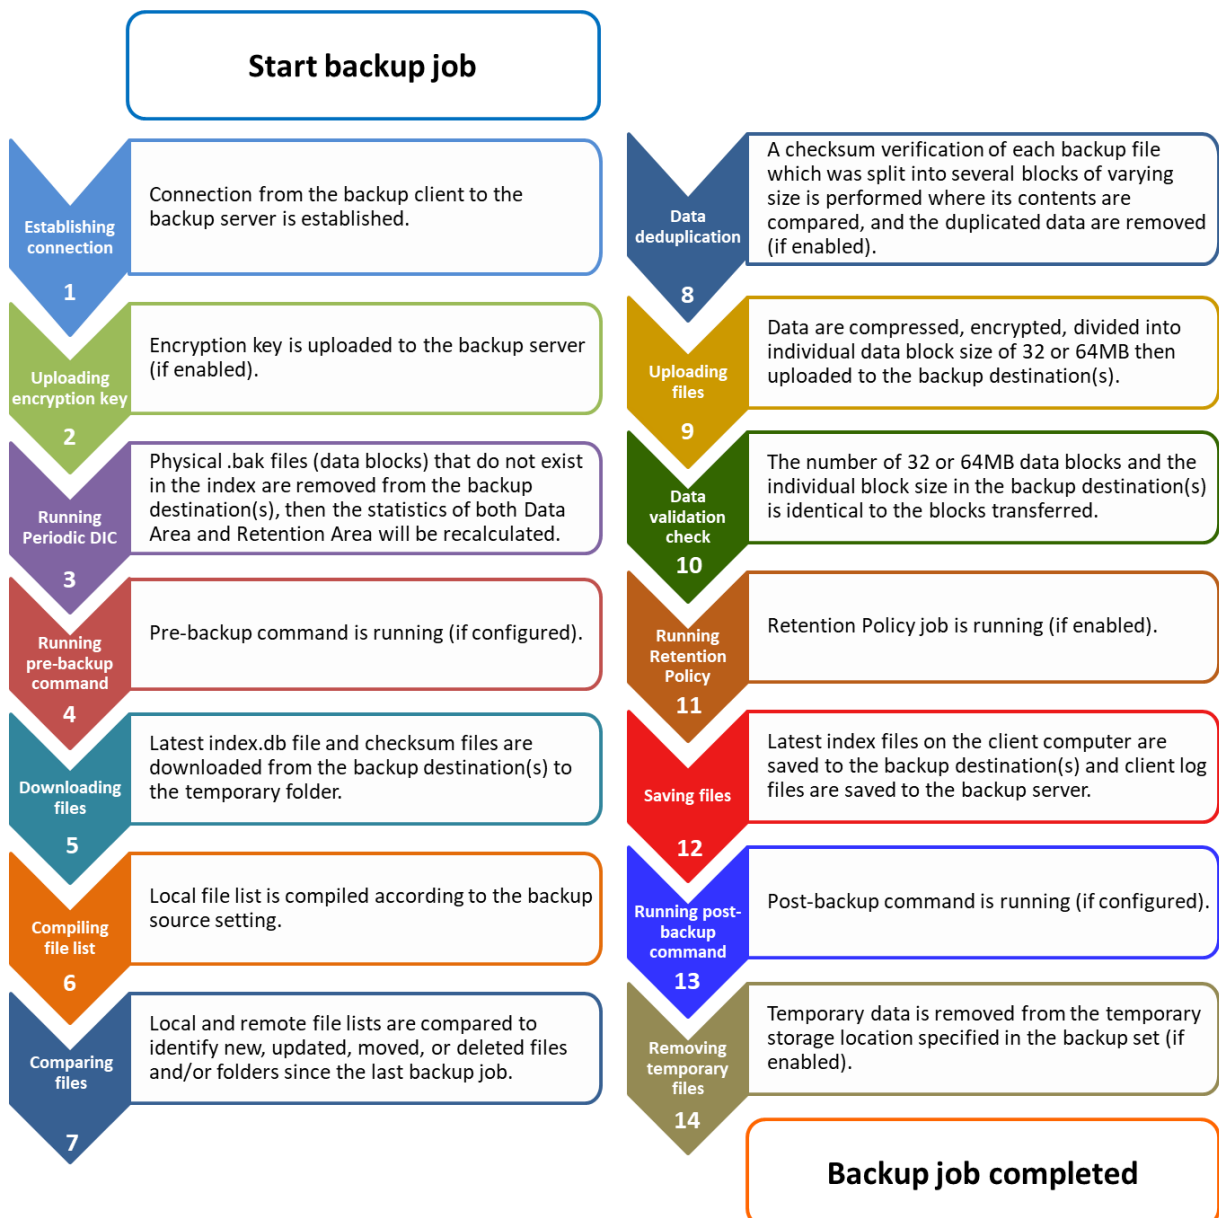 Start backup job
Establishing
connection
1
Connection from the backup client to the
backup server is established.
Uploading
encryption key
2
Encryption key is uploaded to the backup server
(if enabled).
Running
Periodic DIC
3
Physical .bak files (data blocks) that do not exist
in the index are removed from the backup
destination(s), then the statistics of both Data
Area and Retention Area will be recalculated.
Running
pre-backup
command
4
Pre-backup command is running (if configured).
Downloading
files
5
Latest index.db file and checksum files are
downloaded from the backup destination(s) to
the temporary folder.
Compiling
file list
6
Local file list is compiled according to the backup
source setting.
Comparing
files
7
Local and remote file lists are compared to
identify new, updated, moved, or deleted files
and/or folders since the last backup job.
Data
deduplication
8
A checksum verification of each backup file
which was split into several blocks of varying
size is performed where its contents are
compared, and the duplicated data are removed
(if enabled).
Uploading
files
9
Data are compressed, encrypted, divided into
individual data block size of 32 or 64MB then
uploaded to the backup destination(s).
Data
validation
check
10
The number of 32 or 64MB data blocks and the
individual block size in the backup destination(s)
is identical to the blocks transferred.
Running
Retention
Policy
11
Retention Policy job is running (if enabled).
Saving files
12
Latest index files on the client computer are
saved to the backup destination(s) and client log
files are saved to the backup server.
Running post-
backup
command
13
Post-backup command is running (if configured).
Removing
temporary
files
14
Temporary data is removed from the temporary
storage location specified in the backup set (if
enabled).
Backup job completed